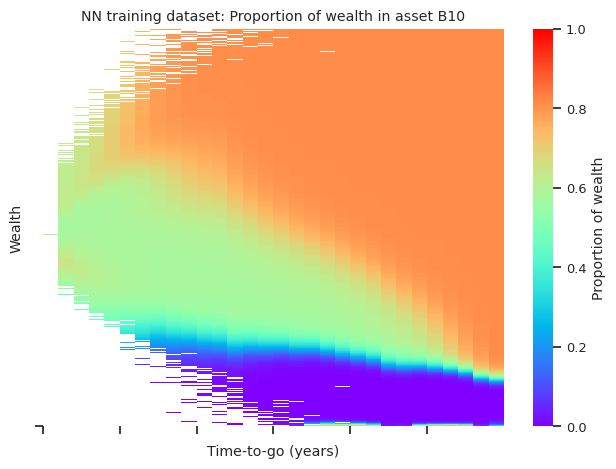 NN training dataset: Proportion of wealth in asset B10
Wealth
Time-to-go (years)
1.0
0.8
0.6
0.4
0.2
0.0
Proportion of wealth